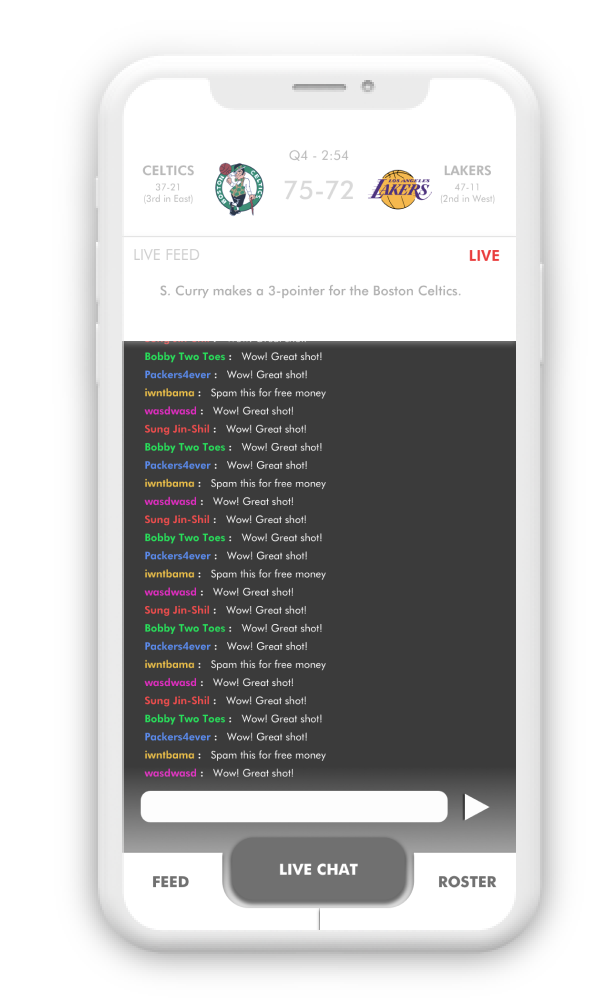 Q4 - 2:54
CELTICS
37-21
(3rd in East)
BOSTON CELTICS
75-72
LOS ANGELES
LAKERS
LAKERS
47-11
(2nd in West)
LIVE FEED
LIVE
S. Curry makes a 3-pointer for the Boston Celtics.
Bobby Two Toes : Wow! Great shot!
Packers4ever : Wow! Great shot!
iwntbama : Spam this for free money
wasdwasd : Wow! Great shot!
Sung Jin-Shil : Wow! Great shot!
Bobby Two Toes : Wow! Great shot!
Packers4ever : Wow! Great shot!
iwntbama : Spam this for free money
wasdwasd : Wow! Great shot!
Sung Jin-Shil : Wow! Great shot!
Bobby Two Toes : Wow! Great shot!
Packers4ever : Wow! Great shot!
iwntbama : Spam this for free money
wasdwasd : Wow! Great shot!
Sung Jin-Shil : Wow! Great shot!
Bobby Two Toes : Wow! Great shot!
Packers4ever : Wow! Great shot!
iwntbama : Spam this for free money
wasdwasd : Wow! Great shot!
Sung Jin-Shil : Wow! Great shot!
Bobby Two Toes : Wow! Great shot!
Packers4ever : Wow! Great shot!
iwntbama : Spam this for free money
wasdwasd : Wow! Great shot!
FEED
LIVE CHAT
ROSTER